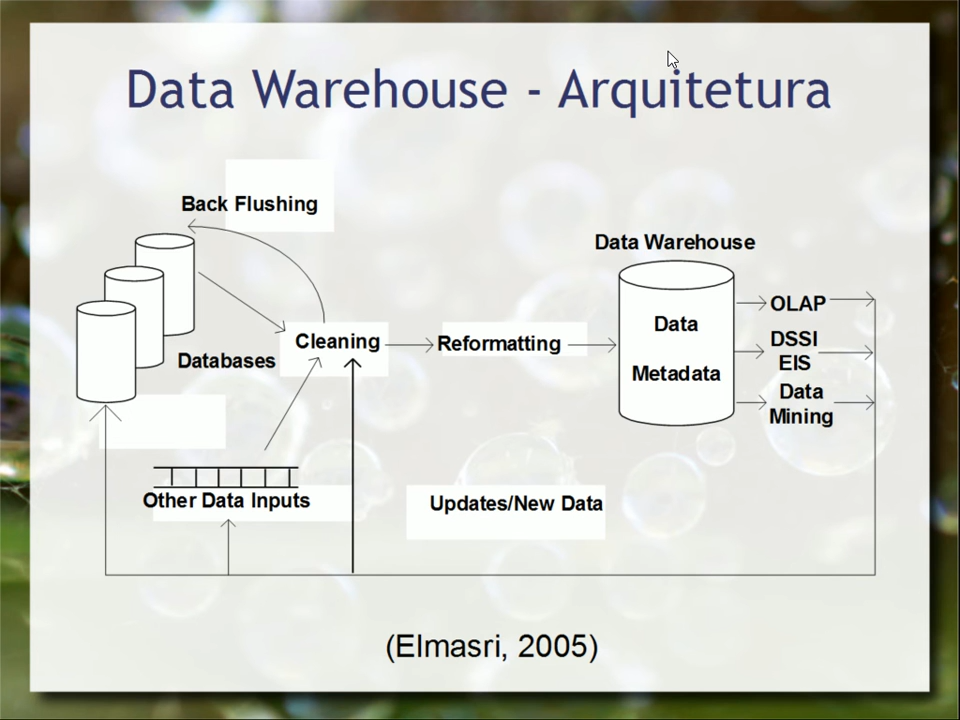 Data Warehouse - Arquitetura
Back Flushing
Data Warehouse
OLAP
Data
Cleaning
Reformatting
DSSI
EIS
Databases
Metadata
Data
Mining
Other Data Inputs
Updates/New Data
(Elmasri, 2005)